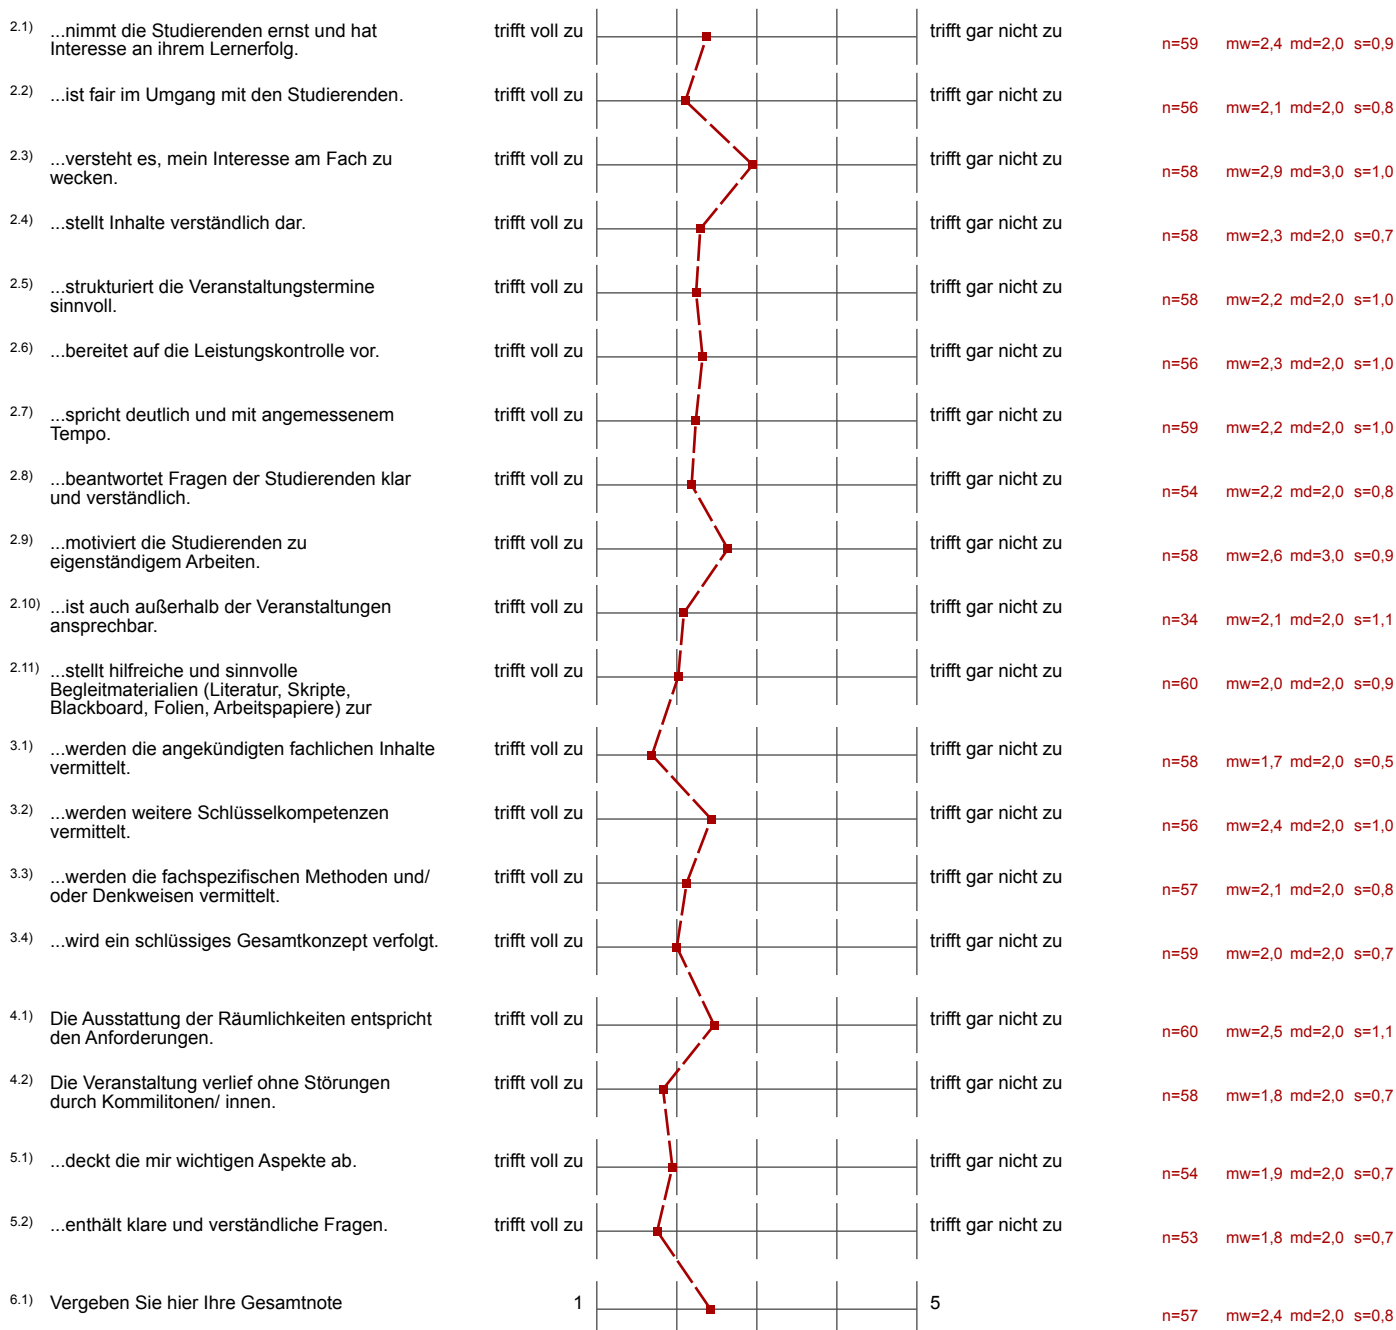 2.1) ...nimmt die Studierenden ernst und hat
Interesse an ihrem Lernerfolg.
trifft voll zu
trifft gar nicht zu
n=59 mw=2,4 md=2,0 s=0,9
2.2) ...ist fair im Umgang mit den Studierenden.
trifft voll zu
trifft gar nicht zu
n=56 mw=2,1 md=2,0 s=0,8
2.3) ...versteht es, mein Interesse am Fach zu
wecken.
trifft voll zu
trifft gar nicht zu
n=58 mw=2,9 md=3,0 s=1,0
2.4) ...stellt Inhalte verständlich dar.
trifft voll zu
trifft gar nicht zu
n=58 mw=2,3 md=2,0 s=0,7
2.5) ...strukturiert die Veranstaltungstermine
sinnvoll.
trifft voll zu
trifft gar nicht zu
n=58 mw=2,2 md=2,0 s=1,0
2.6) ...bereitet auf die Leistungskontrolle vor.
trifft voll zu
trifft gar nicht zu
n=56 mw=2,3 md=2,0 s=1,0
2.7) ...spricht deutlich und mit angemessenem
Tempo.
trifft voll zu
trifft gar nicht zu
n=59 mw=2,2 md=2,0 s=1,0
2.8) ...beantwortet Fragen der Studierenden klar
und verständlich.
trifft voll zu
trifft gar nicht zu
n=54 mw=2,2 md=2,0 s=0,8
2.9) ...motiviert die Studierenden zu
eigenständigem Arbeiten.
trifft voll zu
trifft gar nicht zu
n=58 mw=2,6 md=3,0 s=0,9
2.10) ...ist auch außerhalb der Veranstaltungen
ansprechbar.
trifft voll zu
trifft gar nicht zu
n=34 mw=2,1 md=2,0 s=1,1
2.11) ...stellt hilfreiche und sinnvolle
Begleitmaterialien (Literatur, Skripte,
Blackboard, Folien, Arbeitspapiere) zur
trifft voll zu
trifft gar nicht zu
n=60 mw=2,0 md=2,0 s=0,9
3.1) ...werden die angekündigten fachlichen Inhalte
vermittelt.
trifft voll zu
trifft gar nicht zu
n=58 mw=1,7 md=2,0 s=0,5
3.2) ...werden weitere Schlüsselkompetenzen
vermittelt.
trifft voll zu
trifft gar nicht zu
n=56 mw=2,4 md=2,0 s=1,0
3.3) ...werden die fachspezifischen Methoden und/
oder Denkweisen vermittelt.
trifft voll zu
trifft gar nicht zu
n=57 mw=2,1 md=2,0 s=0,8
3.4) ...wird ein schlüssiges Gesamtkonzept verfolgt.
trifft voll zu
trifft gar nicht zu
n=59 mw=2,0 md=2,0 s=0,7
4.1) Die Ausstattung der Räumlichkeiten entspricht
den Anforderungen.
trifft voll zu
trifft gar nicht zu
n=60 mw=2,5 md=2,0 s=1,1
4.2) Die Veranstaltung verlief ohne Störungen
durch Kommilitonen/ innen.
trifft voll zu
trifft gar nicht zu
n=58 mw=1,8 md=2,0 s=0,7
5.1) ...deckt die mir wichtigen Aspekte ab.
trifft voll zu
trifft gar nicht zu
n=54 mw=1,9 md=2,0 s=0,7
5.2) ...enthält klare und verständliche Fragen.
trifft voll zu
trifft gar nicht zu
n=53 mw=1,8 md=2,0 s=0,7
6.1) Vergeben Sie hier Ihre Gesamtnote
1
5
n=57 mw=2,4 md=2,0 s=0,8